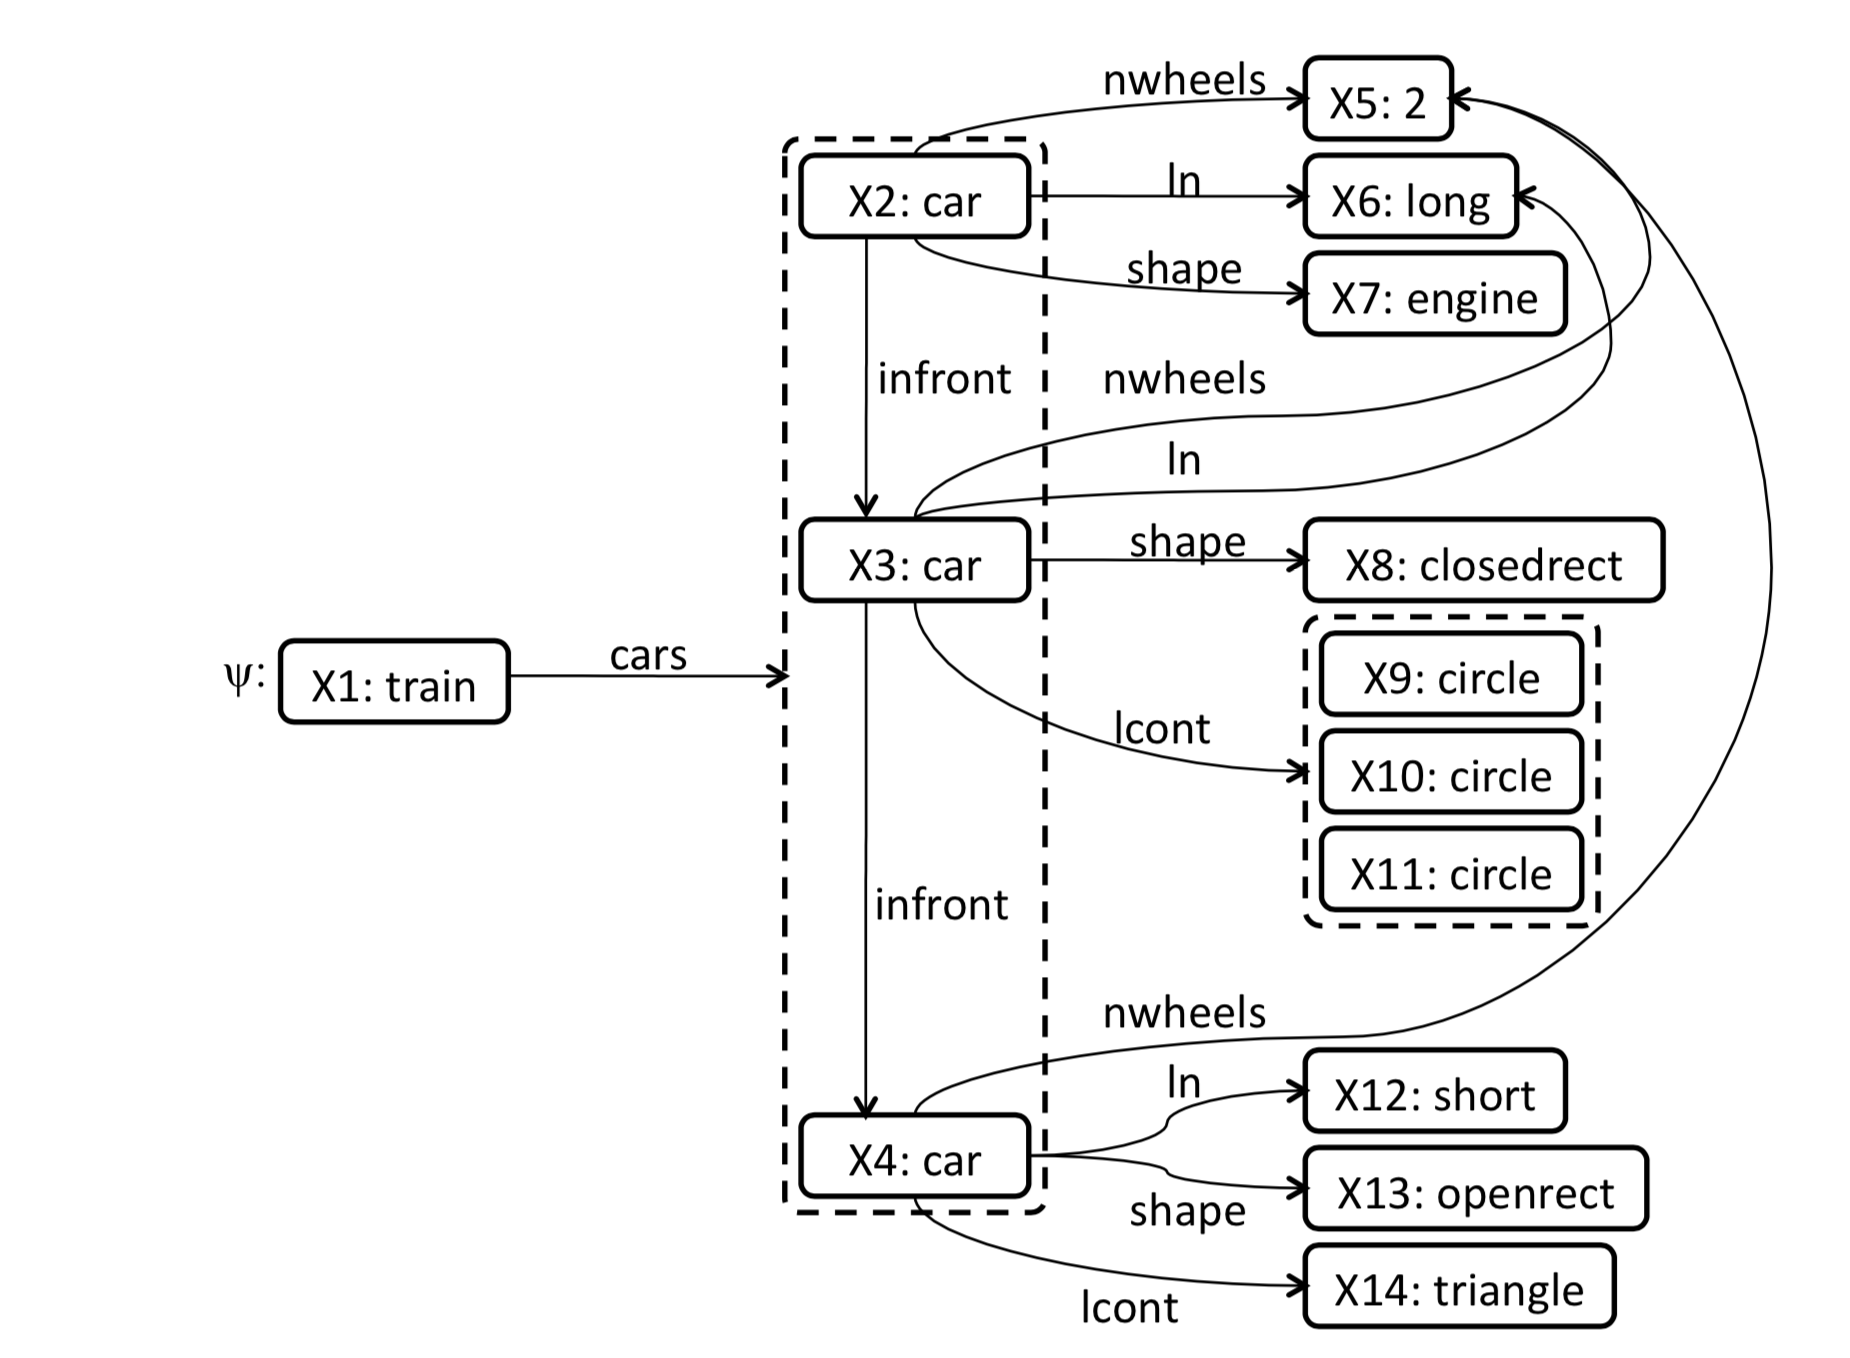 nwheels
X5: 2
X2: car
ln
X6: long
shape
X7: engine
infront
nwheels
ln
X3: car
shape
X8: closedrect
ψ:
X1: train
cars
X9: circle
lcont
X10: circle
X11: circle
infront
nwheels
ln
X12: short
X4: car
X13: openrect
shape
X14: triangle
lcont